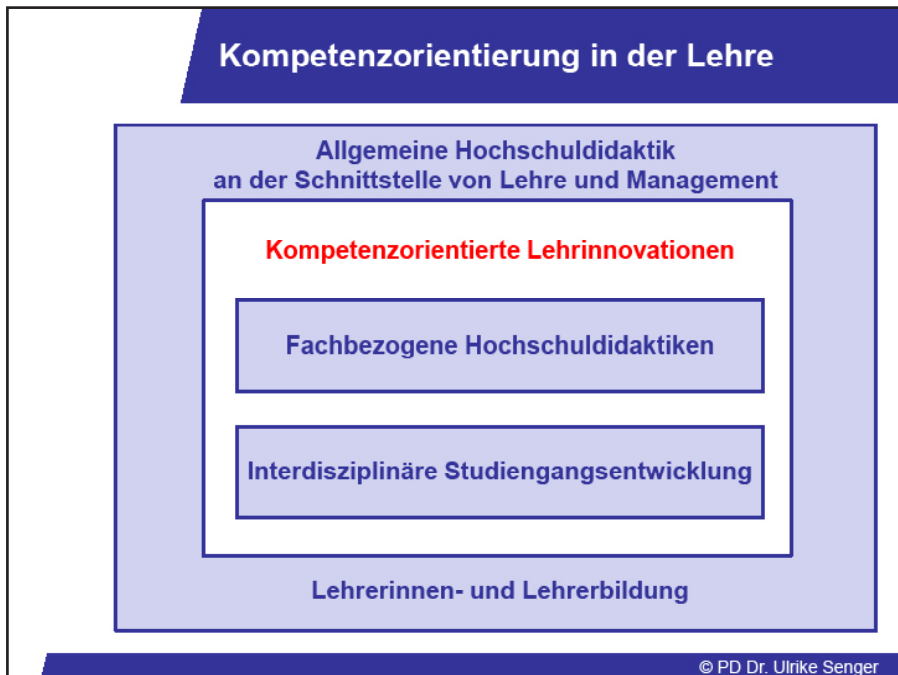 Kompetenzorientierung in der Lehre
Allgemeine Hochschuldidaktik
an der Schnittstelle von Lehre und Management
Kompetenzorientierte Lehrinnovationen
Fachbezogene Hochschuldidaktiken
Interdisziplinäre Studiengangsentwicklung
Lehrerinnen- und Lehrerbildung
© PD Dr. Ulrike Senger